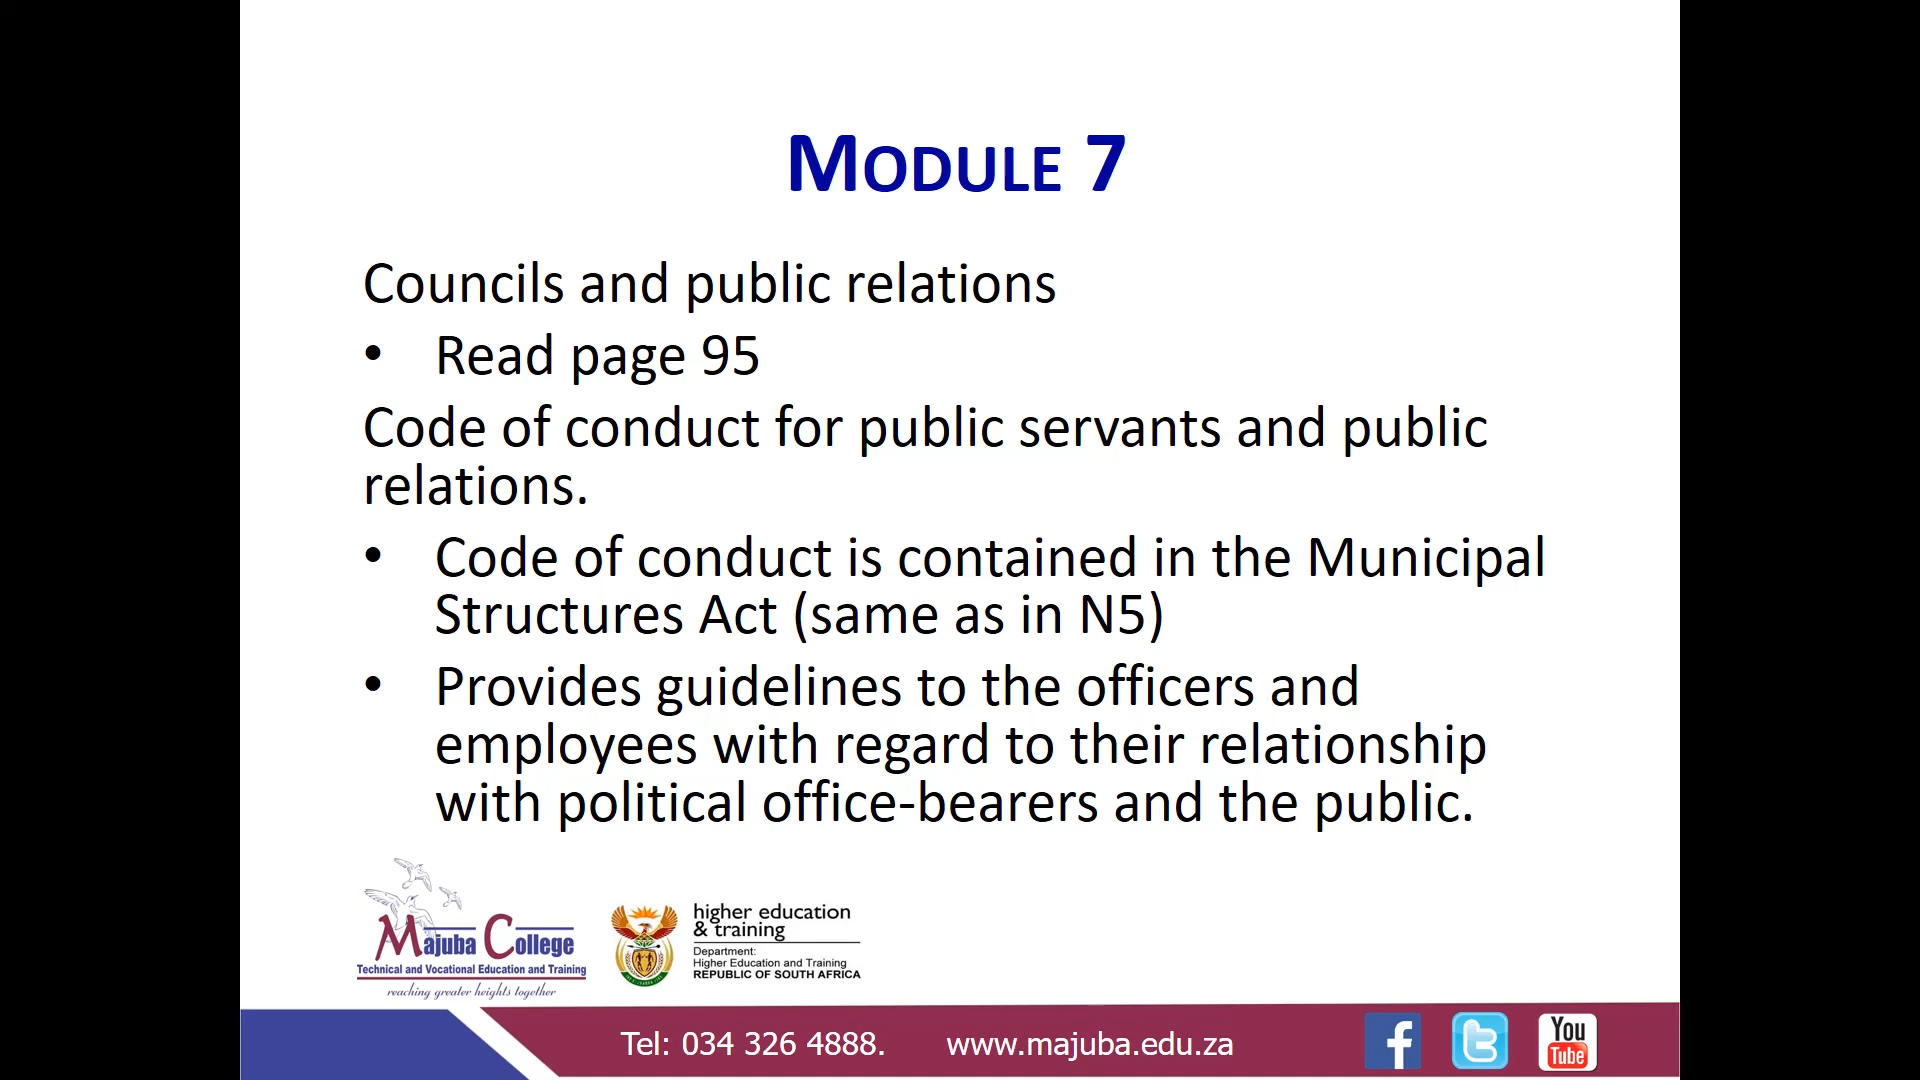 MODULE 7
Councils and public relations
• Read page 95
Code of conduct for public servants and public
relations.
• Code of conduct is contained in the Municipal
Structures Act (same as in N5)
• Provides guidelines to the officers and
employees with regard to their relationship
with political office-bearers and the public.
Majuba College
Technical and Vocational Education and Training
reaching greater heights together
higher education
& training
Department:
Higher Education and Training
REPUBLIC OF SOUTH AFRICA
Tel: 034 326 4888. www.majuba.edu.za
You
Tube